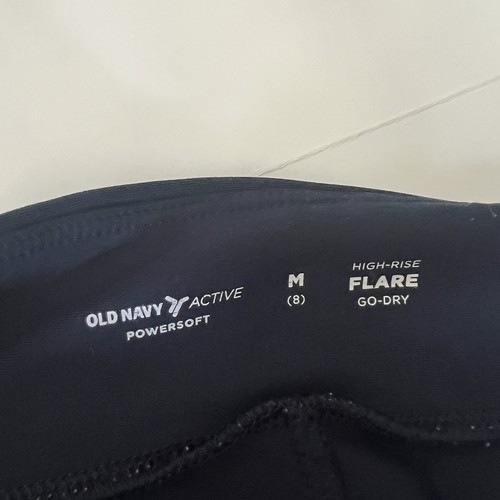 OLD NAVY ACTIVE
POWERSOFT
M
(8)
HIGH-RISE
FLARE
GO-DRY